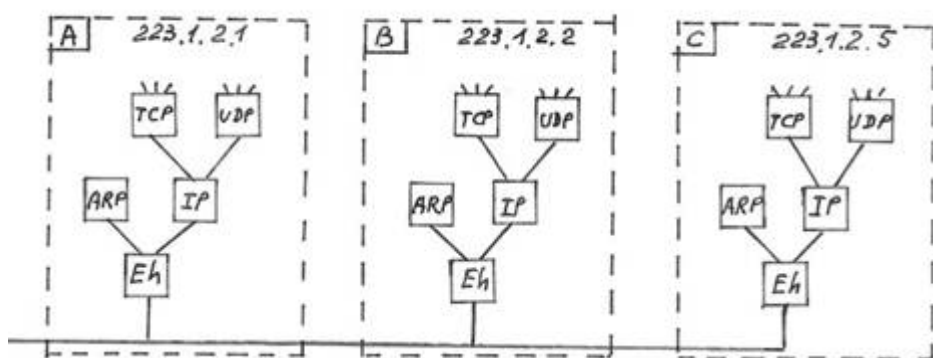 A 223.1.2.1
B 223.1.2.2
C 223.1.2.5
TCP UDP
TCP UDP
TCP UDP
ARP IP
ARP IP
ARP IP
Eh
Eh
Eh